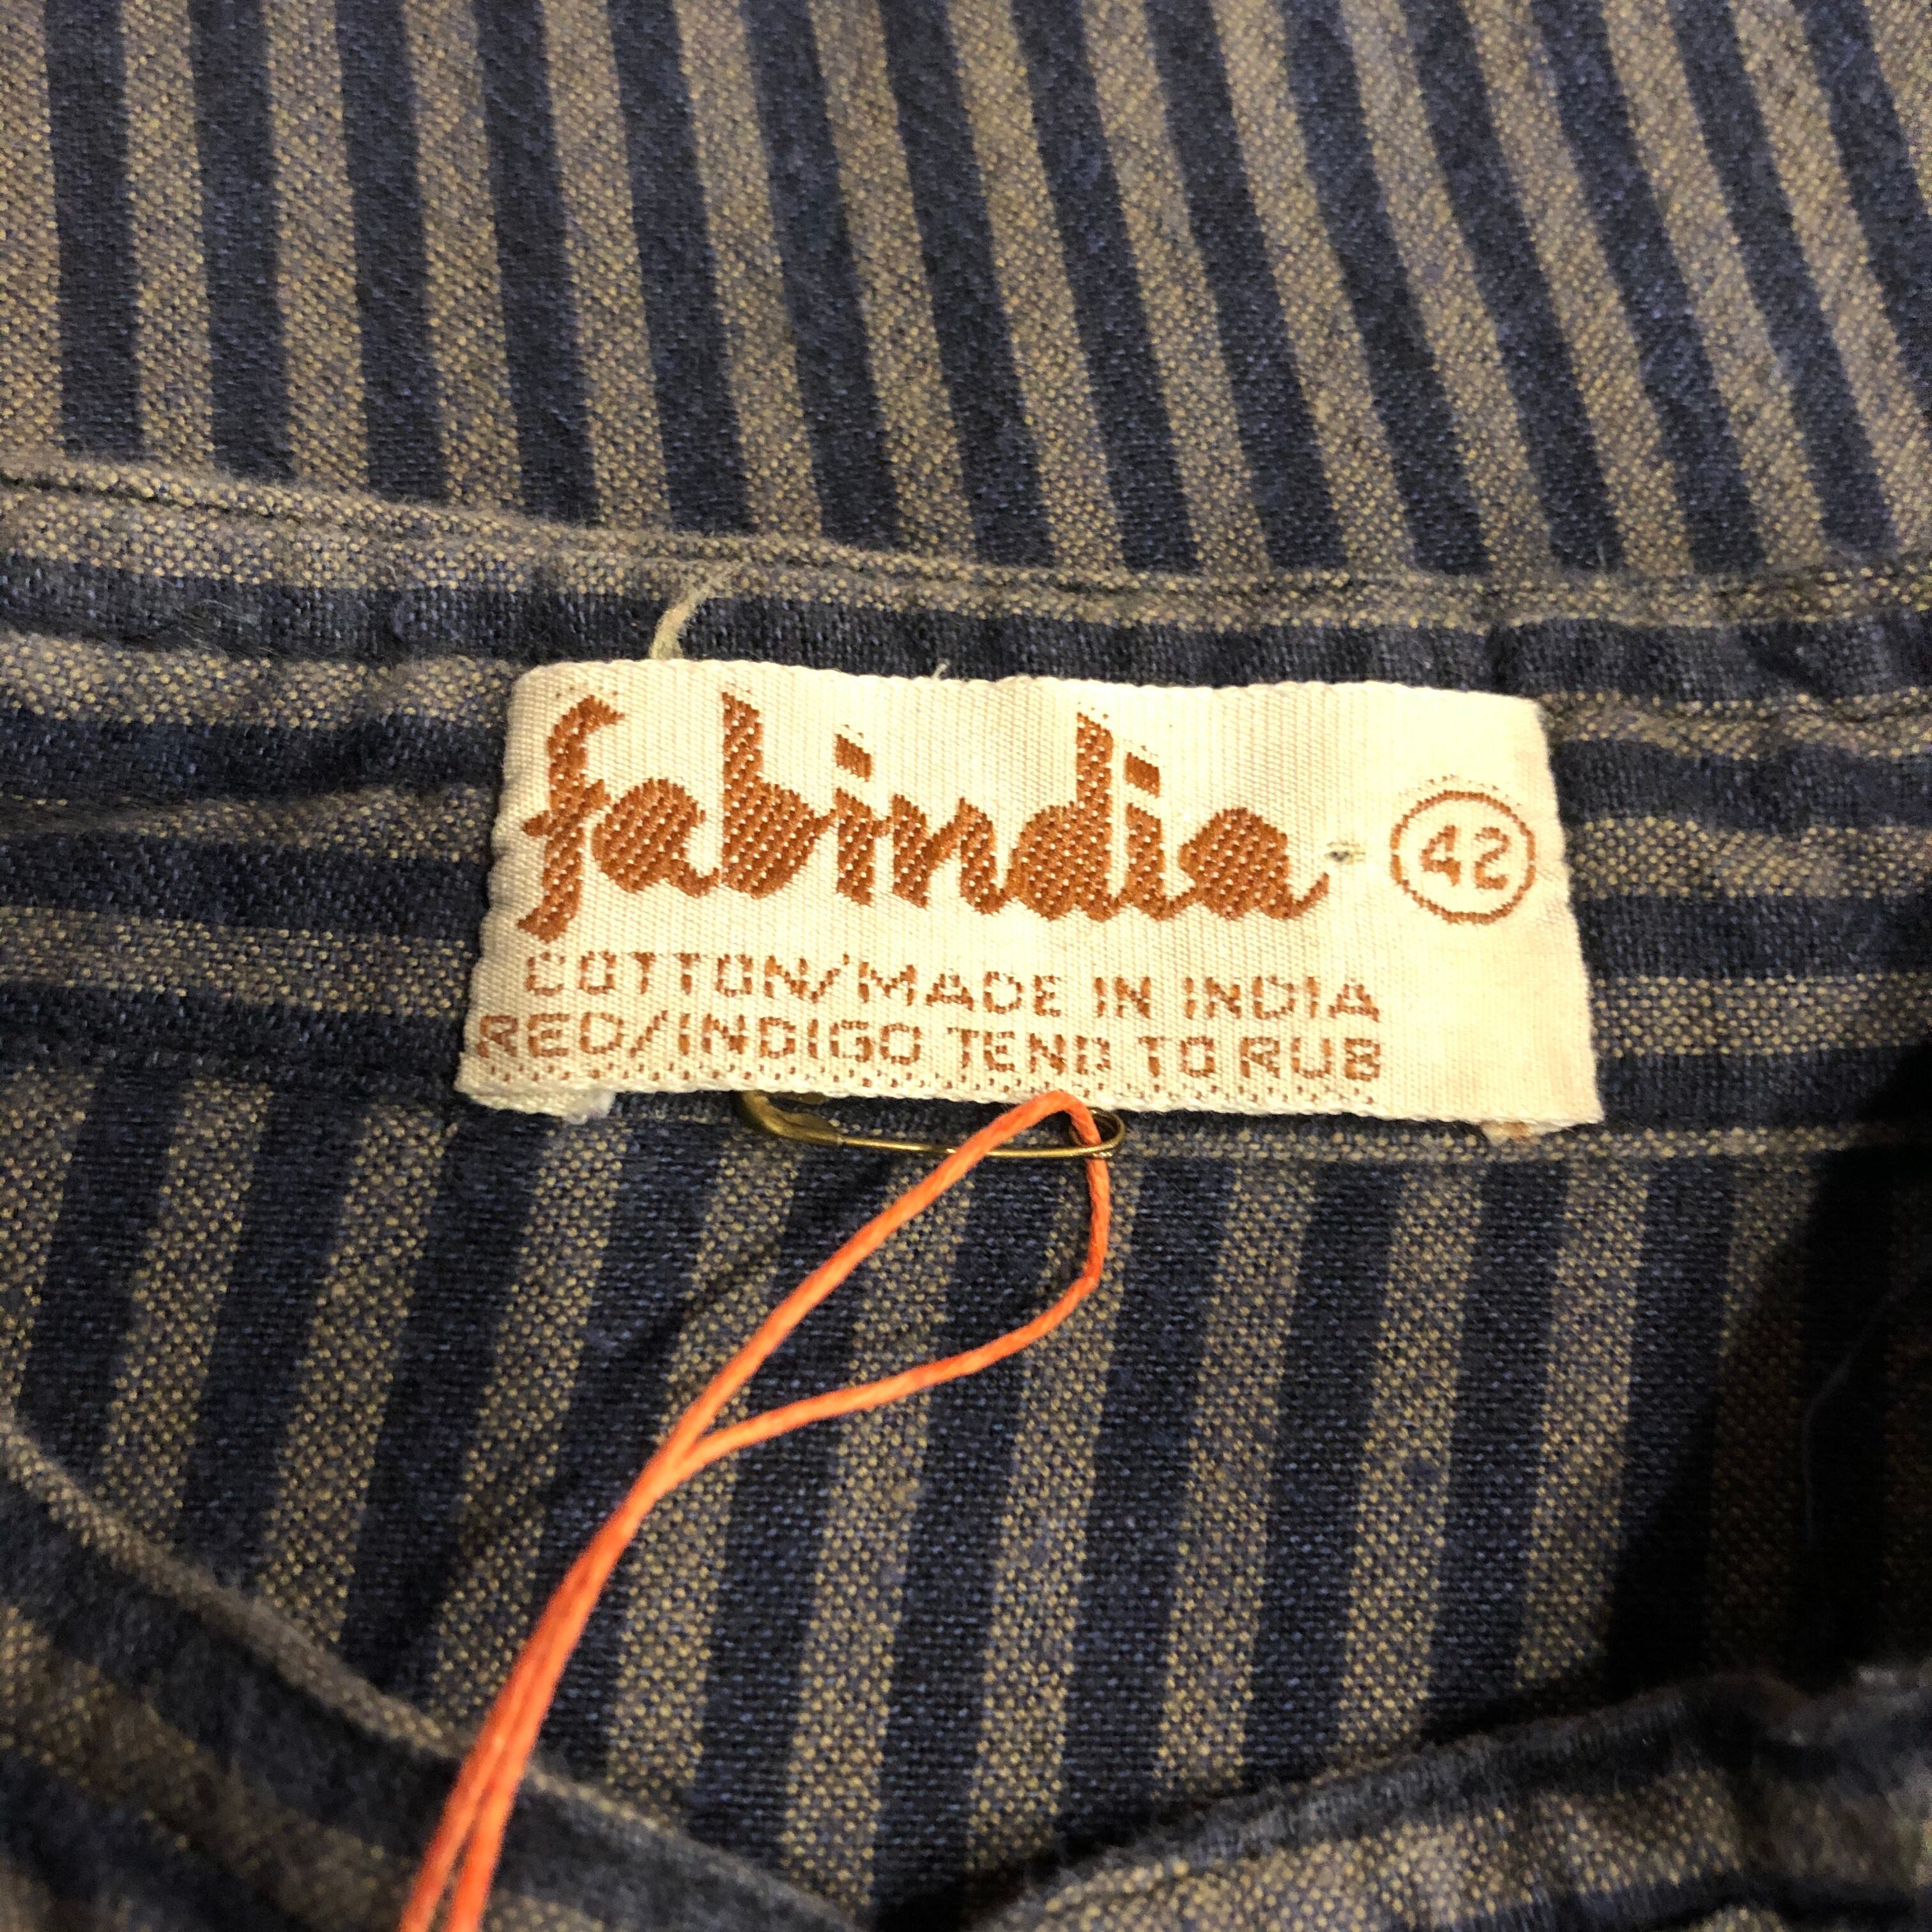 fabindia 42
COTTON/MADE IN INDIA
RED/INDIGO TEND TO RUB